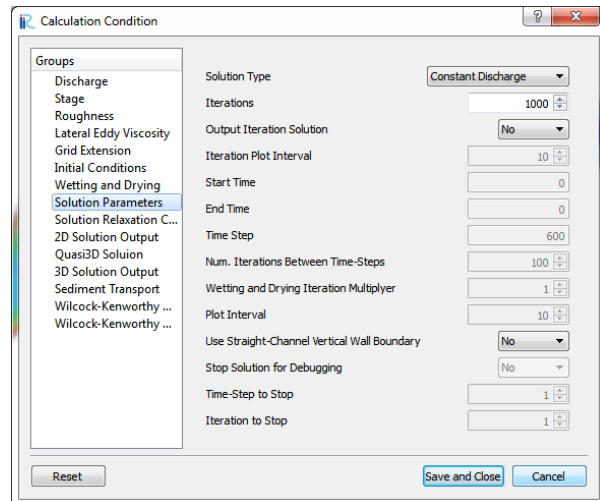 iRiC Calculation Condition
Groups
Discharge
Stage
Roughness
Lateral Eddy Viscosity
Grid Extension
Initial Conditions
Wetting and Drying
Solution Parameters
Solution Relaxation C...
2D Solution Output
Quasi3D Soluion
3D Solution Output
Sediment Transport
Wilcock-Kenworthy ...
Wilcock-Kenworthy ...
Solution Type Constant Discharge
Iterations 1000
Output Iteration Solution No
Iteration Plot Interval 10
Start Time 0
End Time 0
Time Step 600
Num. Iterations Between Time-Steps 100
Wetting and Drying Iteration Multiplyer 1
Plot Interval 10
Use Straight-Channel Vertical Wall Boundary No
Stop Solution for Debugging No
Time-Step to Stop 1
Iteration to Stop 1
Reset Save and Close Cancel